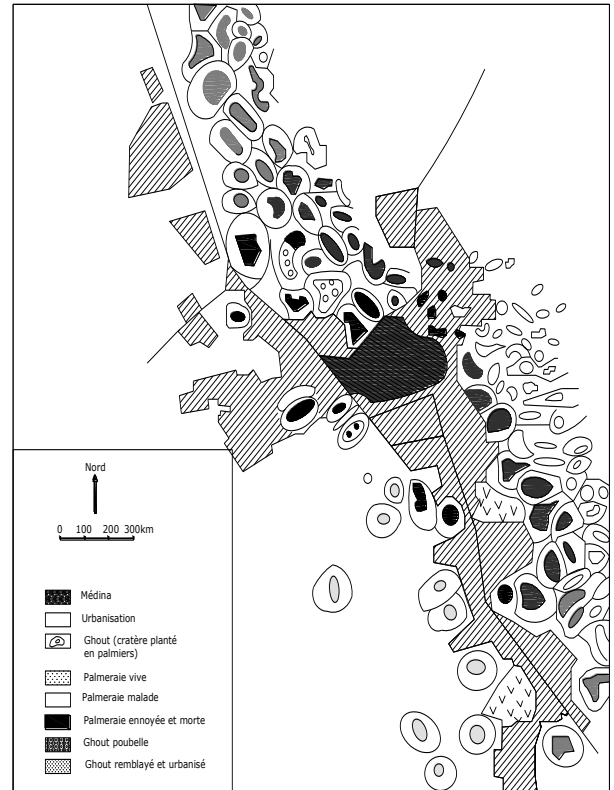 Nord
0 100 200 300km
Médina
Urbanisation
Ghout (cratère planté
en palmiers)
Palmeraie vive
Palmeraie malade
Palmeraie ennoyée et morte
Ghout poubelle
Ghout remblayé et urbanisé